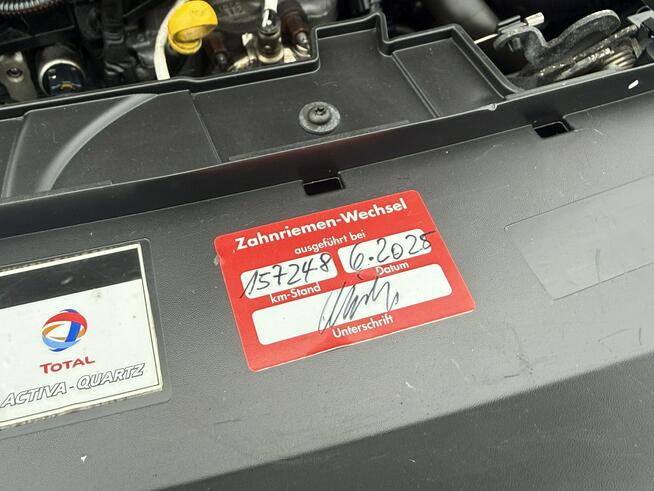 Zahnriemen-Wechsel
ausgeführt bei
157248 6.2025
km-Stand Datum
Unterschrift
TOTAL
ACTIVA - QUARTZ